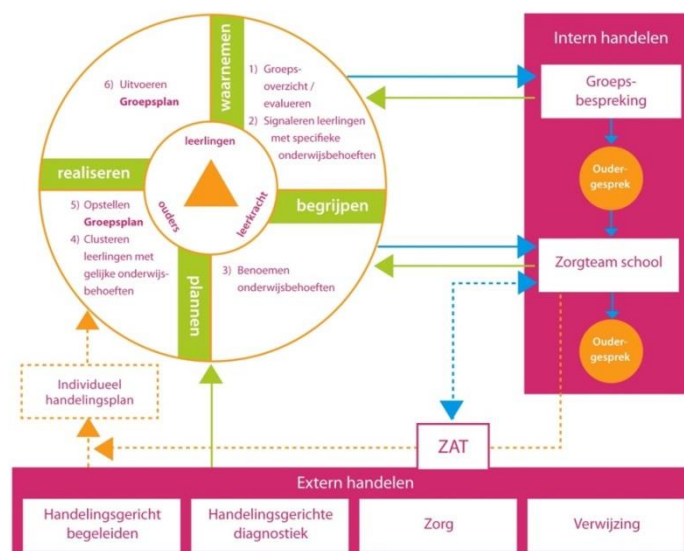 waarnemen
1) Groeps-
overzicht /
evalueren
2) Signaleren leerlingen
met specifieke
onderwijsbehoeften
begrijpen
3) Benoemen
onderwijsbehoeften
plannen
5) Opstellen
Groepsplan
4) Clusteren
leerlingen met
gelijke onderwijs-
behoeften
realiseren
6) Uitvoeren
Groepsplan
leerlingen
ouders
leerkracht
Intern handelen
Groeps-
bespreking
Ouder-
gesprek
Zorgteam school
Ouder-
gesprek
Individueel
handelingsplan
ZAT
Extern handelen
Handelingsgericht
begeleiden
Handelingsgerichte
diagnostiek
Zorg
Verwijzing